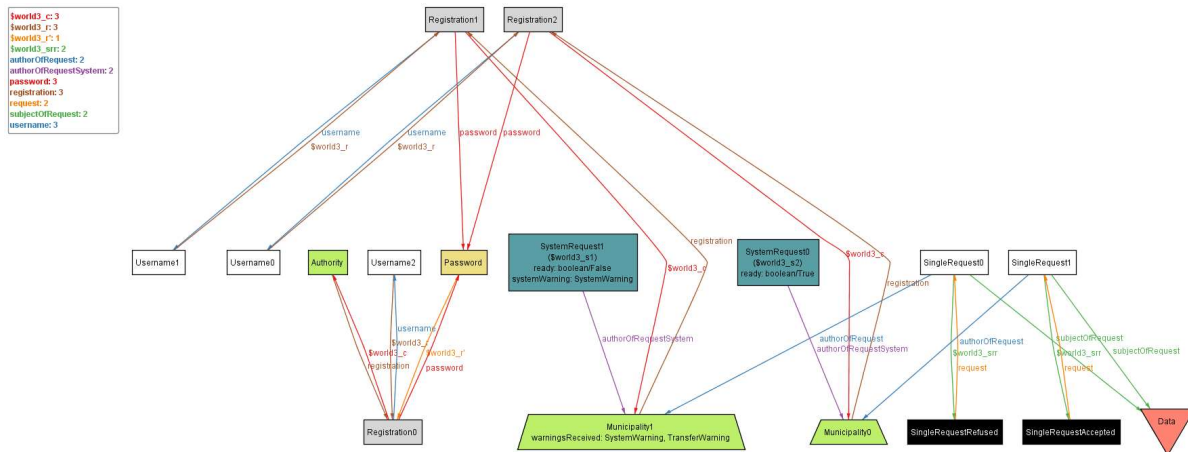 $world3_c: 3
$world3_r: 3
$world3_r': 1
$world3_srr: 2
authorOfRequest: 2
authorOfRequestSystem: 2
password: 3
registration: 3
request: 2
subjectOfRequest: 2
username: 3
Registration1
Registration2
username
$world3_r
username
$world3_r
password
password
registration
$world3_c
$world3_c
registration
Username1
Username0
Authority
Username2
Password
SystemRequest1
($world3_s1)
ready: boolean/False
systemWarning: SystemWarning
SystemRequest0
($world3_s2)
ready: boolean/True
SingleRequest0
SingleRequest1
username
$world3_r
$world3_c
$world3_r'
registration
password
authorOfRequestSystem
authorOfRequest
authorOfRequestSystem
authorOfRequest
$world3_srr
request
subjectOfRequest
$world3_srr
subjectOfRequest
request
Registration0
Municipality1
warningsReceived: SystemWarning, TransferWarning
Municipality0
SingleRequestRefused
SingleRequestAccepted
Data